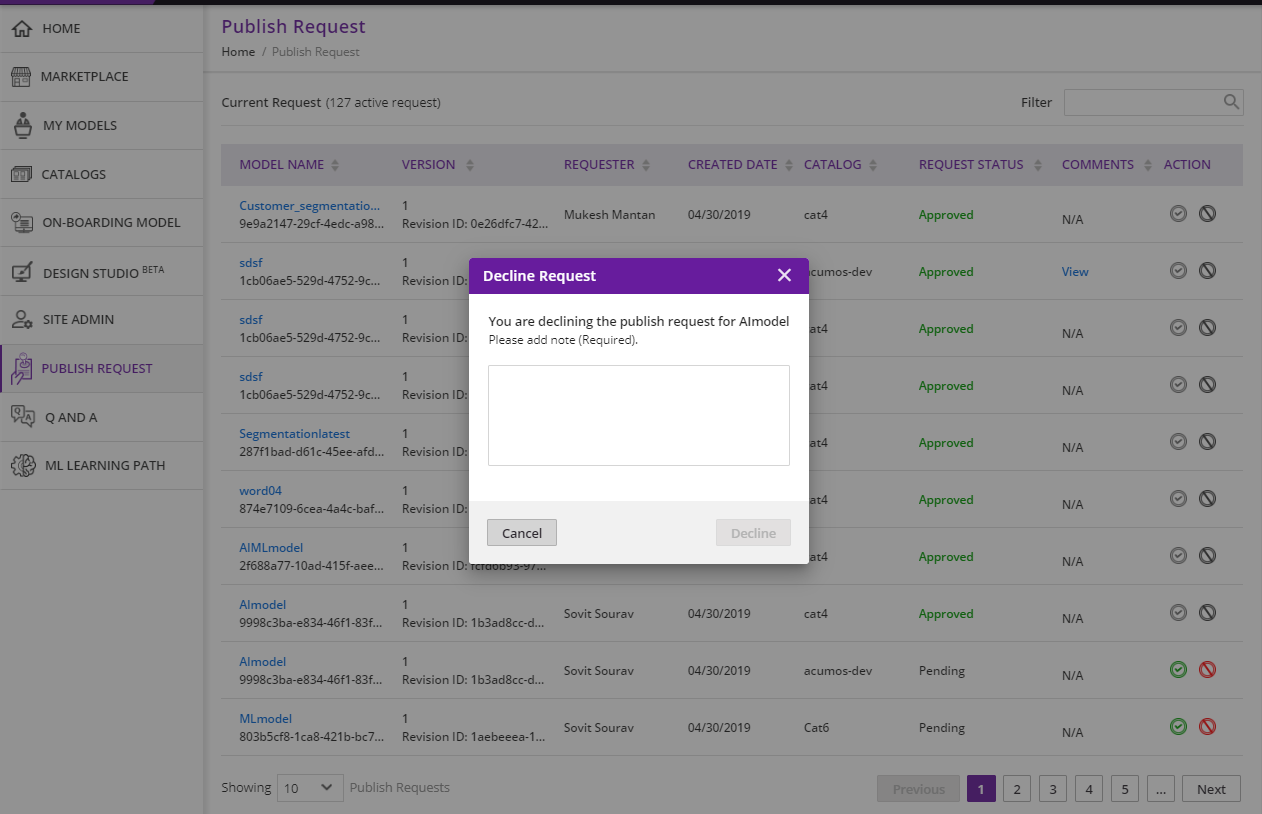 Publish Request
Home / Publish Request
HOME
MARKETPLACE
MY MODELS
CATALOGS
ON-BOARDING MODEL
DESIGN STUDIO BETA
SITE ADMIN
PUBLISH REQUEST
Q AND A
ML LEARNING PATH
Current Request (127 active request)
Filter
MODEL NAME VERSION REQUESTER CREATED DATE CATALOG REQUEST STATUS COMMENTS ACTION
Customer_segmentatio... 1
9e9a2147-29cf-4edc-a98... Revision ID: 0e26dfc7-42... Mukesh Mantan 04/30/2019 cat4 Approved N/A
sdsf 1
1cb06ae5-529d-4752-9c... Revision ID: acumos-dev Approved View
sdsf 1
1cb06ae5-529d-4752-9c... Revision ID: cat4 Approved N/A
sdsf 1
1cb06ae5-529d-4752-9c... Revision ID: cat4 Approved N/A
Segmentationlatest 1
287f1bad-d61c-45ee-afd... Revision ID: cat4 Approved N/A
word04 1
874e7109-6cea-4a4c-baf... Revision ID: cat4 Approved N/A
AIMLmodel 1
2f688a77-10ad-415f-aee... Revision ID: fcfd6b93-97... cat4 Approved N/A
AImodel 1
9998c3ba-e834-46f1-83f... Revision ID: 1b3ad8cc-d... Sovit Sourav 04/30/2019 cat4 Approved N/A
AImodel 1
9998c3ba-e834-46f1-83f... Revision ID: 1b3ad8cc-d... Sovit Sourav 04/30/2019 acumos-dev Pending N/A
MLmodel 1
803b5cf8-1ca8-421b-bc7... Revision ID: 1aebeeea-1... Sovit Sourav 04/30/2019 Cat6 Pending N/A
Decline Request
You are declining the publish request for AImodel
Please add note (Required).
Cancel Decline
Showing 10 Publish Requests
Previous 1 2 3 4 5 ... Next